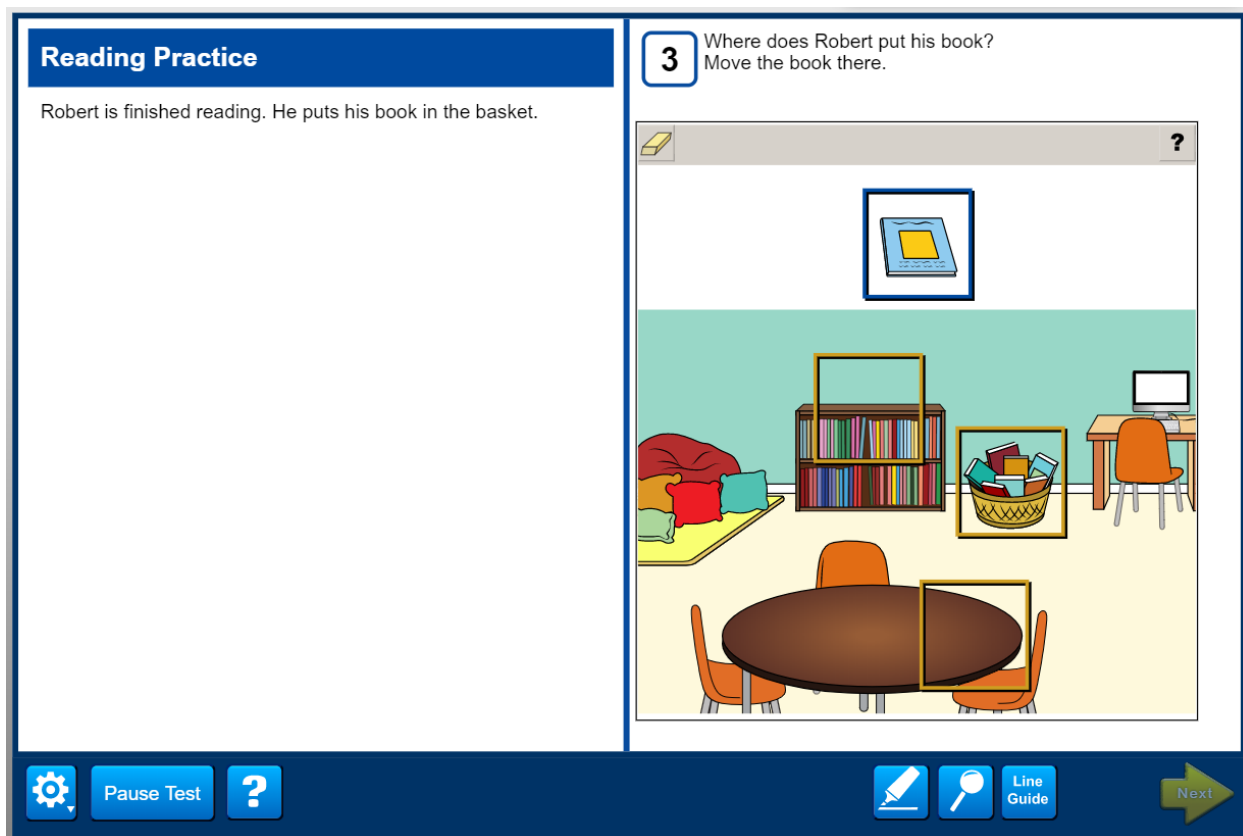 Reading Practice
Robert is finished reading. He puts his book in the basket.
3
Where does Robert put his book?
Move the book there.
?
Pause Test
?
Line
Guide
Next